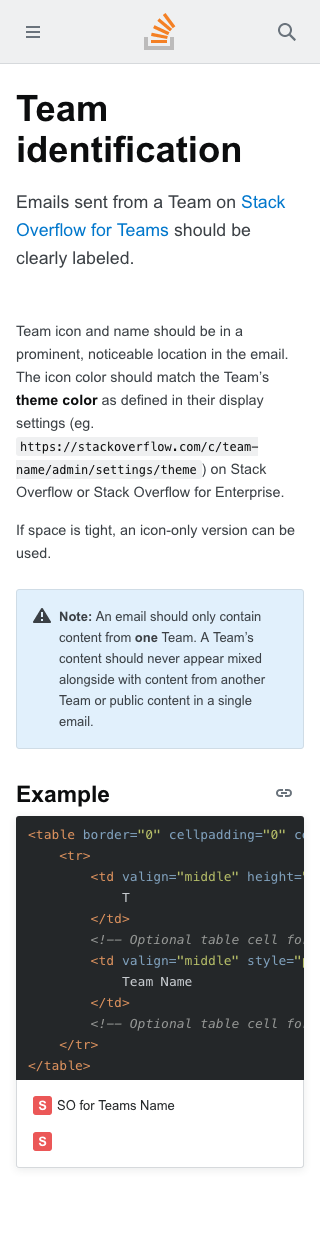 Team
identification
Emails sent from a Team on Stack
Overflow for Teams should be
clearly labeled.
Team icon and name should be in a
prominent, noticeable location in the email.
The icon color should match the Team's
theme color as defined in their display
settings (eg.
https://stackoverflow.com/c/team-
name/admin/settings/theme ) on Stack
Overflow or Stack Overflow for Enterprise.
If space is tight, an icon-only version can be
used.
Note: An email should only contain
content from one Team. A Team's
content should never appear mixed
alongside with content from another
Team or public content in a single
email.
Example
<table border="0" cellpadding="0" ce
<tr>
<td valign="middle" height="
T
</td>
<!-- Optional table cell fo
<td valign="middle" style="p
Team Name
</td>
<!-- Optional table cell fo
</tr>
</table>
S SO for Teams Name
S